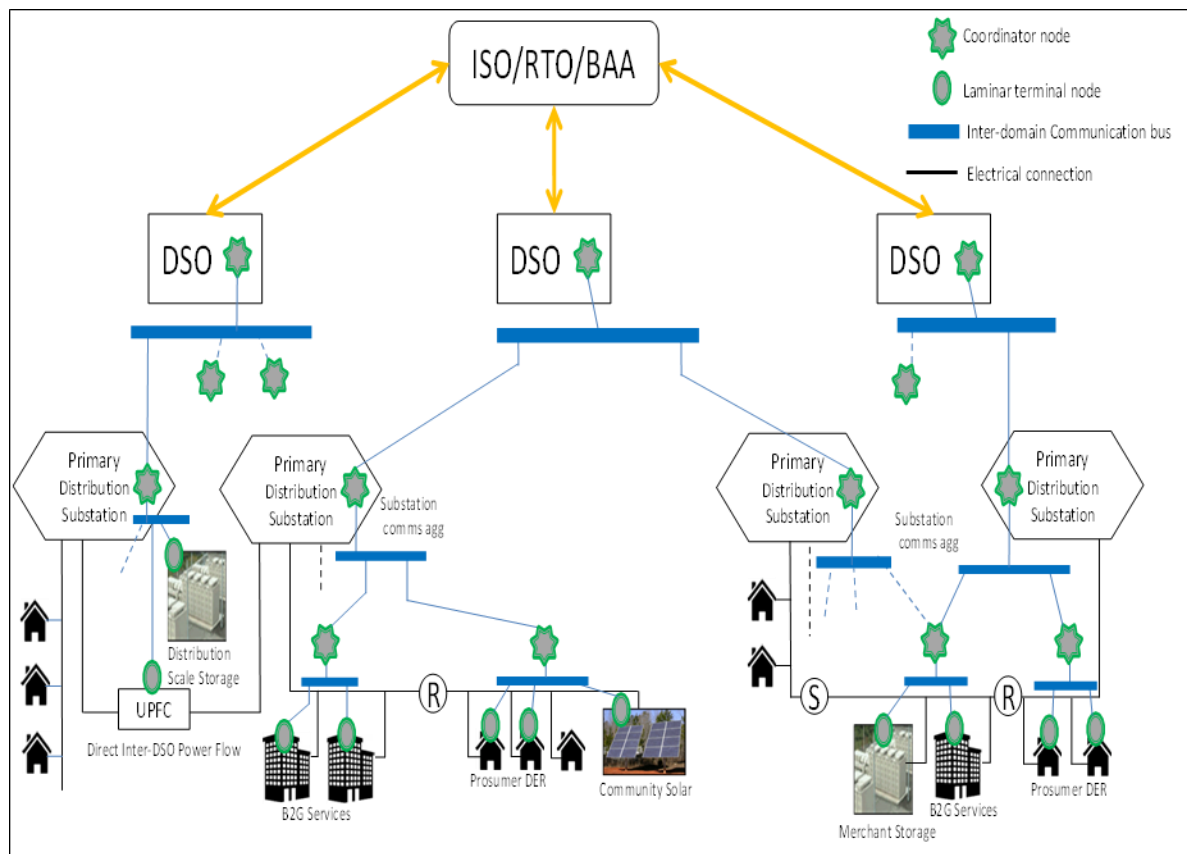 ISO/RTO/BAA
Coordinator node
Laminar terminal node
Inter-domain Communication bus
Electrical connection
DSO
DSO
DSO
Primary
Distribution
Substation
Primary
Distribution
Substation
Substation
comms agg
Primary
Distribution
Substation
Substation
comms agg
Primary
Distribution
Substation
Distribution
Scale Storage
UPFC
Direct Inter-DSO Power Flow
R
B2G Services
Prosumer DER
Community Solar
S
R
Merchant Storage
B2G Services
Prosumer DER